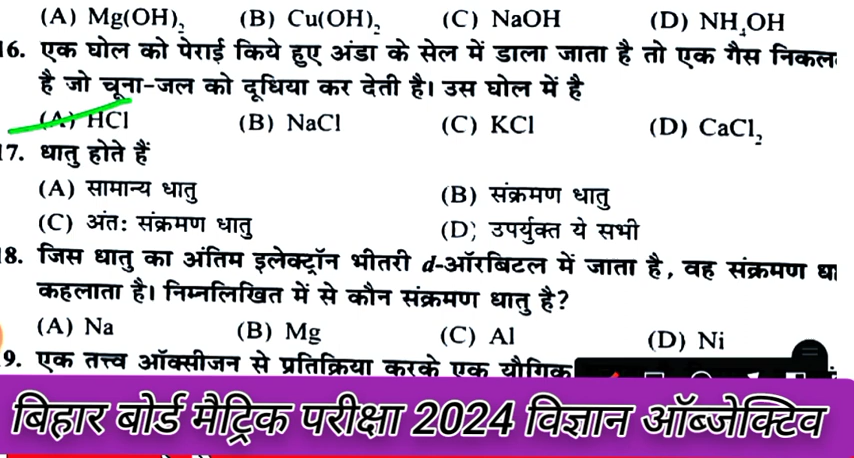 (A) Mg(OH)₂ (B) Cu(OH)₂ (C) NaOH (D) NH₄OH
16. एक घोल को पेराई किये हुए अंडा के सेल में डाला जाता है तो एक गैस निकल
है जो चूना-जल को दूधिया कर देती है। उस घोल में है
(A) HCl (B) NaCl (C) KCl (D) CaCl₂
17. धातु होते हैं
(A) सामान्य धातु (B) संक्रमण धातु
(C) अंत: संक्रमण धातु (D) उपर्युक्त ये सभी
18. जिस धातु का अंतिम इलेक्ट्रॉन भीतरी d-ऑरबिटल में जाता है, वह संक्रमण धा
कहलाता है। निम्नलिखित में से कौन संक्रमण धातु है?
(A) Na (B) Mg (C) Al (D) Ni
9. एक तत्त्व ऑक्सीजन से प्रतिक्रिया करके एक यौगिक
बिहार बोर्ड मैट्रिक परीक्षा 2024 विज्ञान ऑब्जेक्टिव